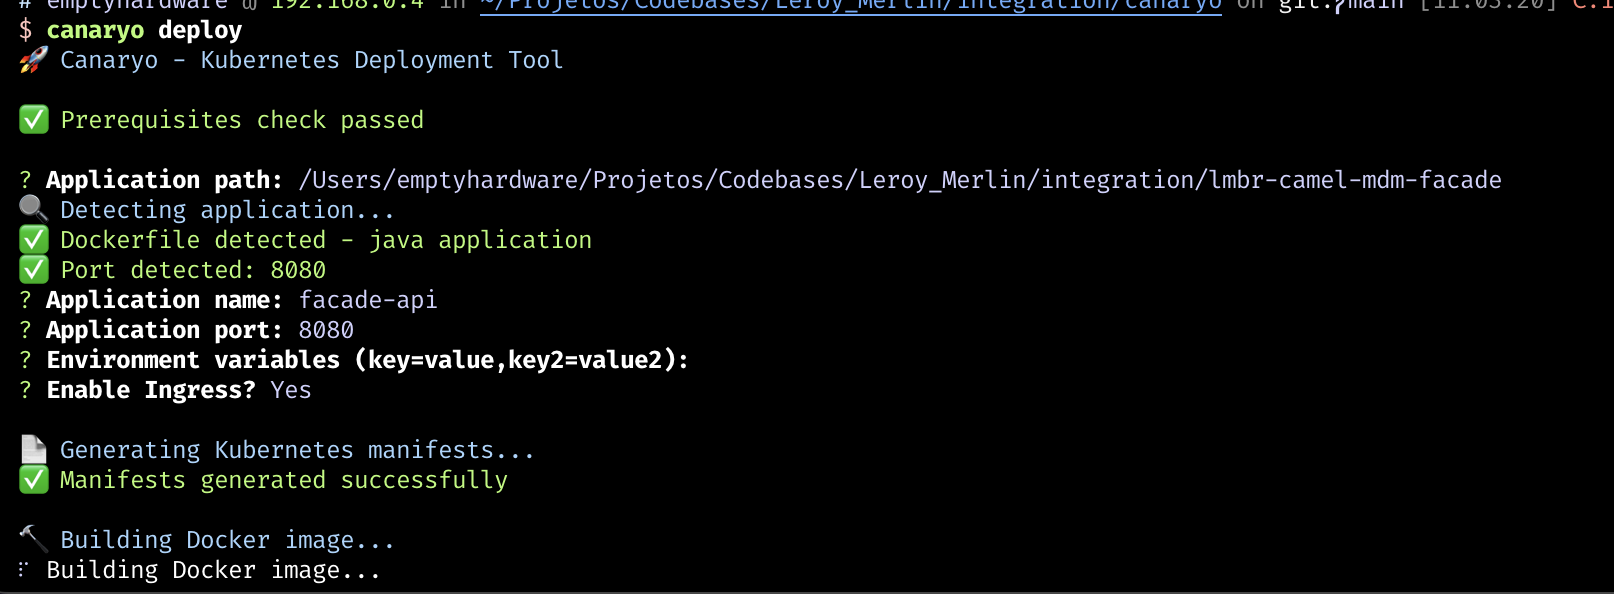 # emptyhardware @ 192.168.0.4 in ~/Projetos/Codebases/Leroy_Merlin/integration/canaryo on git:main [11:03:20]
$ canaryo deploy
🚀 Canaryo - Kubernetes Deployment Tool
✅ Prerequisites check passed
? Application path: /Users/emptyhardware/Projetos/Codebases/Leroy_Merlin/integration/lmbr-camel-mdm-facade
🔍 Detecting application...
✅ Dockerfile detected - java application
✅ Port detected: 8080
? Application name: facade-api
? Application port: 8080
? Environment variables (key=value,key2=value2):
? Enable Ingress? Yes
📄 Generating Kubernetes manifests...
✅ Manifests generated successfully
🔨 Building Docker image...
⠏ Building Docker image...